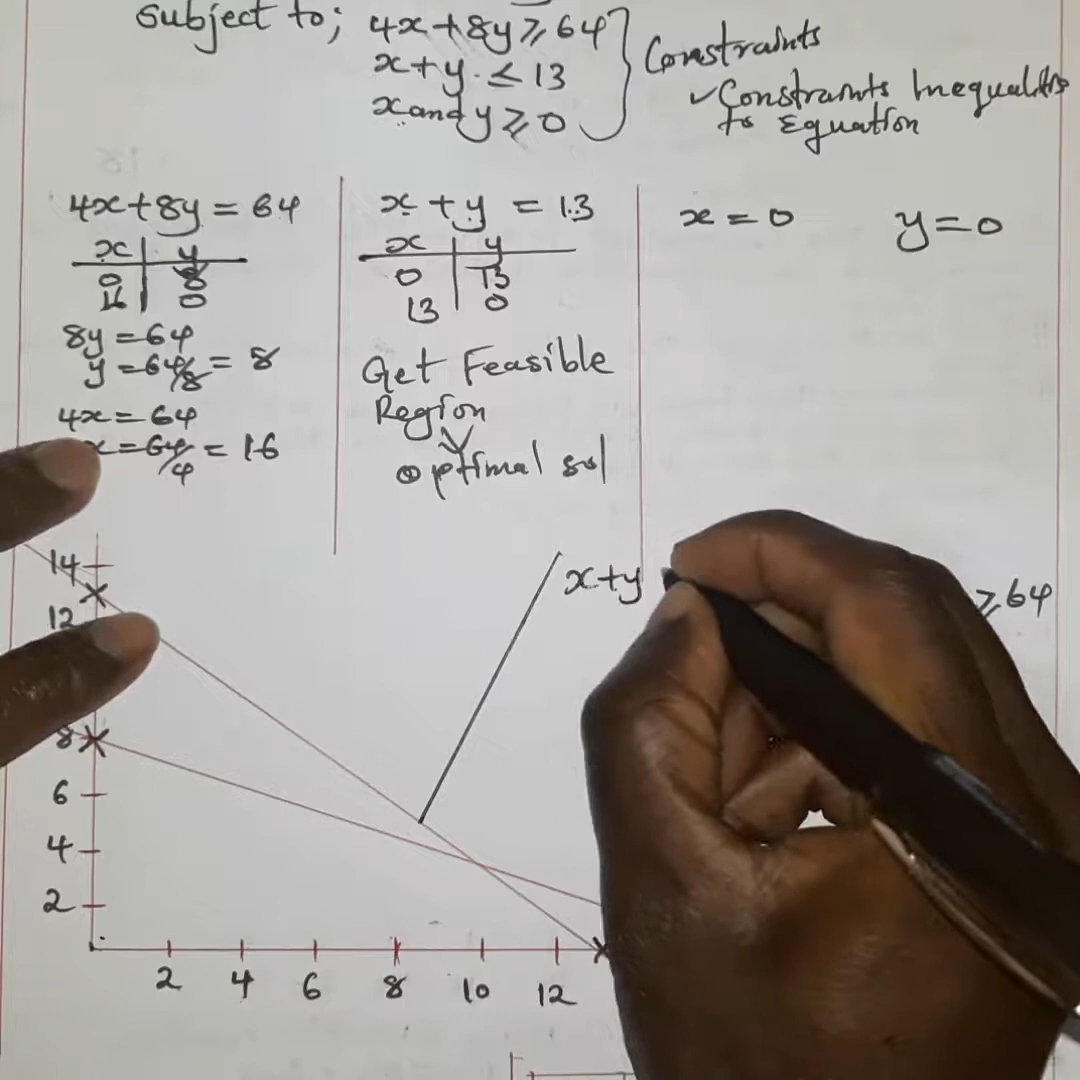 Subject to; 4x+8y ≥ 64
x+y ≤ 13
x and y ≥ 0
Constraints
✓Constraints Inequalities
to Equation
4x+8y = 64
x y
0 8
16 0
8y = 64
y = 64/8 = 8
4x = 64
x = 64/4 = 16
x + y = 13
x y
0 13
13 0
Get Feasible
Region
optimal sol
x = 0 y = 0
14
12
8
6
4
2
x+y
≥ 64
2 4 6 8 10 12